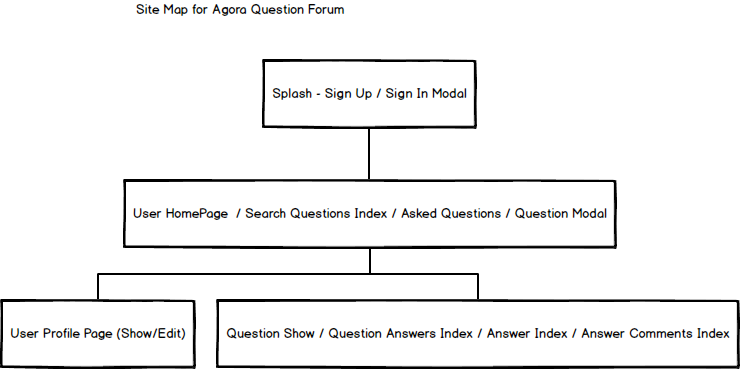 Site Map for Agora Question Forum
Splash - Sign Up / Sign In Modal
User HomePage / Search Questions Index / Asked Questions / Question Modal
User Profile Page (Show/Edit)
Question Show / Question Answers Index / Answer Index / Answer Comments Index